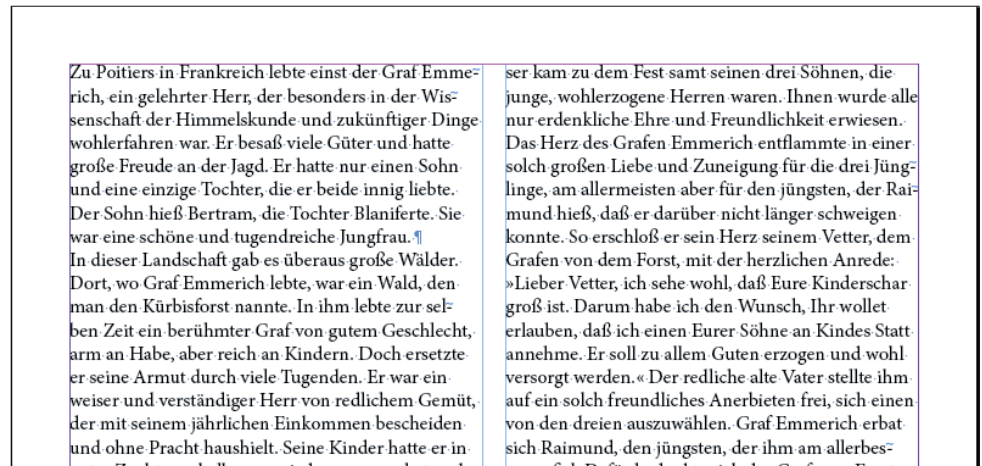 Zu Poitiers in Frankreich lebte einst der Graf Emme-
rich, ein gelehrter Herr, der besonders in der Wis-
senschaft der Himmelskunde und zukünftiger Dinge
wohlerfahren war. Er besaß viele Güter und hatte
große Freude an der Jagd. Er hatte nur einen Sohn
und eine einzige Tochter, die er beide innig liebte.
Der Sohn hieß Bertram, die Tochter Blaniferte. Sie
war eine schöne und tugendreiche Jungfrau.¶
In dieser Landschaft gab es überaus große Wälder.
Dort, wo Graf Emmerich lebte, war ein Wald, den
man den Kürbisforst nannte. In ihm lebte zur sel-
ben Zeit ein berühmter Graf von gutem Geschlecht,
arm an Habe, aber reich an Kindern. Doch ersetzte
er seine Armut durch viele Tugenden. Er war ein
weiser und verständiger Herr von redlichem Gemüt,
der mit seinem jährlichen Einkommen bescheiden
und ohne Pracht haushielt. Seine Kinder hatte er in
ser kam zu dem Fest samt seinen drei Söhnen, die
junge, wohlerzogene Herren waren. Ihnen wurde alle
nur erdenkliche Ehre und Freundlichkeit erwiesen.
Das Herz des Grafen Emmerich entflammte in einer
solch großen Liebe und Zuneigung für die drei Jüng-
linge, am allermeisten aber für den jüngsten, der Rai-
mund hieß, daß er darüber nicht länger schweigen
konnte. So erschloß er sein Herz seinem Vetter, dem
Grafen von dem Forst, mit der herzlichen Anrede:
»Lieber Vetter, ich sehe wohl, daß Eure Kinderschar
groß ist. Darum habe ich den Wunsch, Ihr wollet
erlauben, daß ich einen Eurer Söhne an Kindes Statt
annehme. Er soll zu allem Guten erzogen und wohl
versorgt werden.« Der redliche alte Vater stellte ihm
auf ein solch freundliches Anerbieten frei, sich einen
von den dreien auszuwählen. Graf Emmerich erbat
sich Raimund, den jüngsten, der ihm am allerbes-